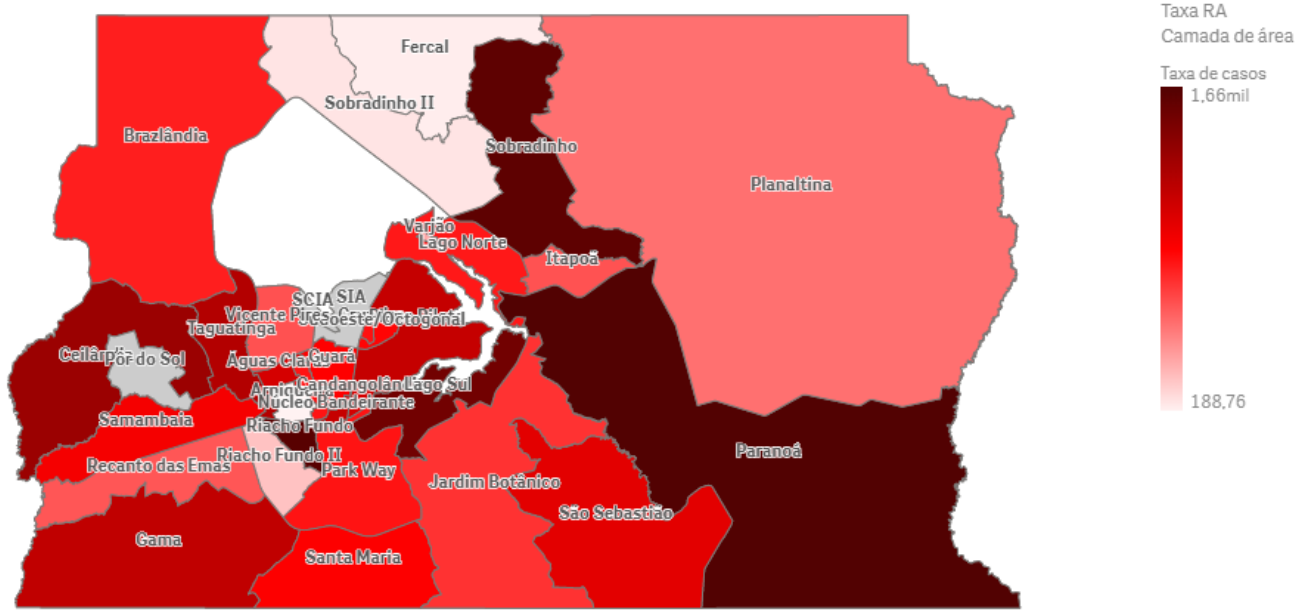 Taxa RA
Camada de área
Taxa de casos
1,66mil
188,76
Fercal
Sobradinho II
Brazlândia
Sobradinho
Planaltina
Varjão
Lago Norte
Itapoã
SCIA
SIA
Vicente Pires
/Octogonal
Taguatinga
Ceilândia
Pôr do Sol
Águas Claras
Guará
Candangolândia
Lago Sul
Núcleo Bandeirante
Samambaia
Riacho Fundo
Riacho Fundo II
Recanto das Emas
Park Way
Paranoá
Jardim Botânico
São Sebastião
Gama
Santa Maria